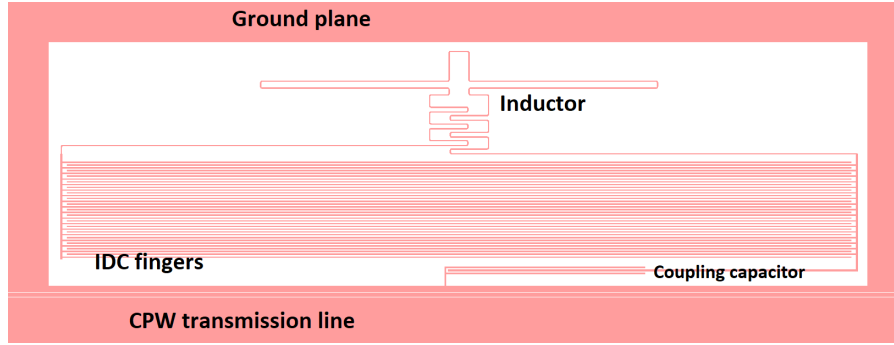 Ground plane
Inductor
IDC fingers
Coupling capacitor
CPW transmission line